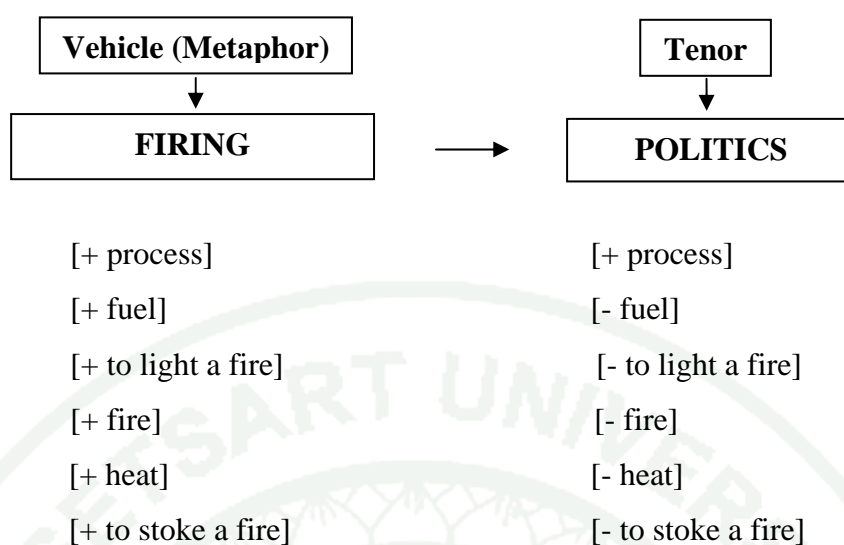 Vehicle (Metaphor) Tenor
FIRING POLITICS
[+ process] [+ process]
[+ fuel] [- fuel]
[+ to light a fire] [- to light a fire]
[+ fire] [- fire]
[+ heat] [- heat]
[+ to stoke a fire] [- to stoke a fire]